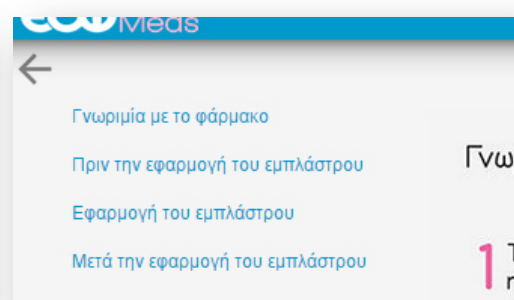 Meds
Γνωριμία με το φάρμακο
Πριν την εφαρμογή του εμπλάστρου
Εφαρμογή του εμπλάστρου
Μετά την εφαρμογή του εμπλάστρου
1